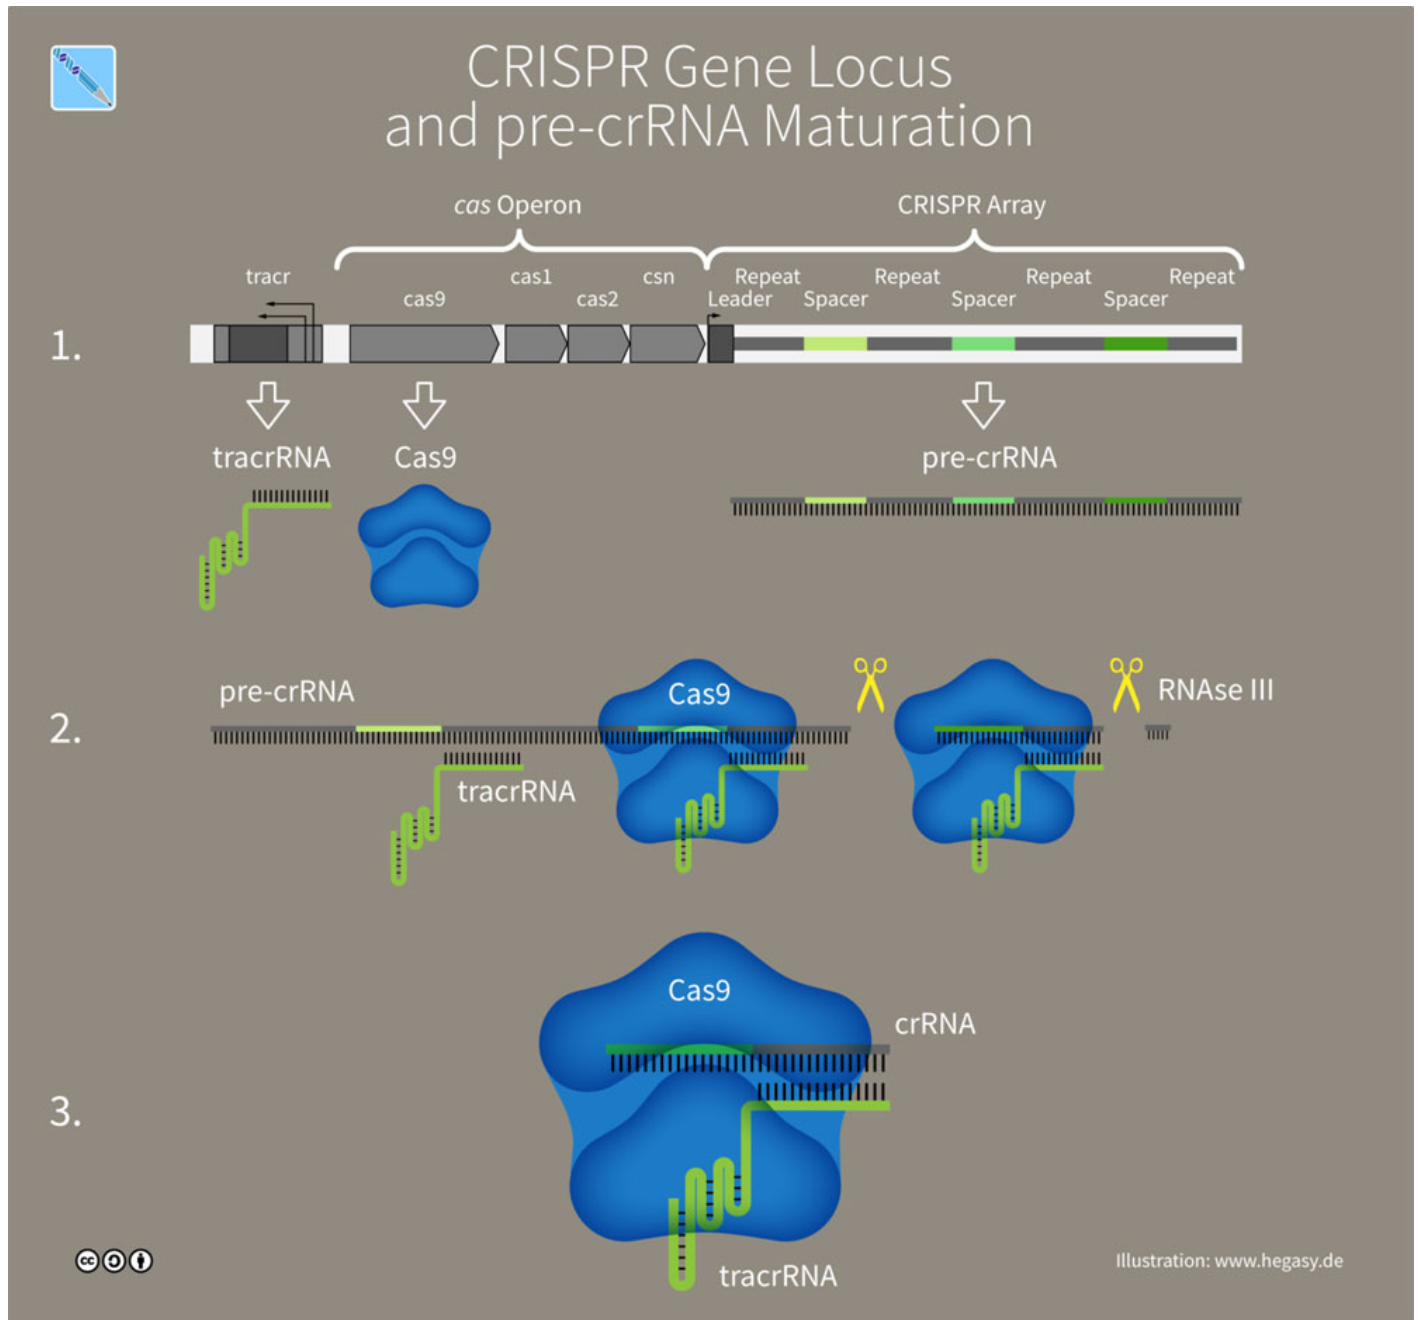 CRISPR Gene Locus
and pre-crRNA Maturation
cas Operon
CRISPR Array
tracr
cas9
cas1
cas2
csn
Leader
Repeat
Spacer
Repeat
Spacer
Repeat
Spacer
Repeat
1.
tracrRNA
Cas9
pre-crRNA
2.
pre-crRNA
tracrRNA
Cas9
RNAse III
3.
Cas9
crRNA
tracrRNA
cc
Illustration: www.hegasy.de